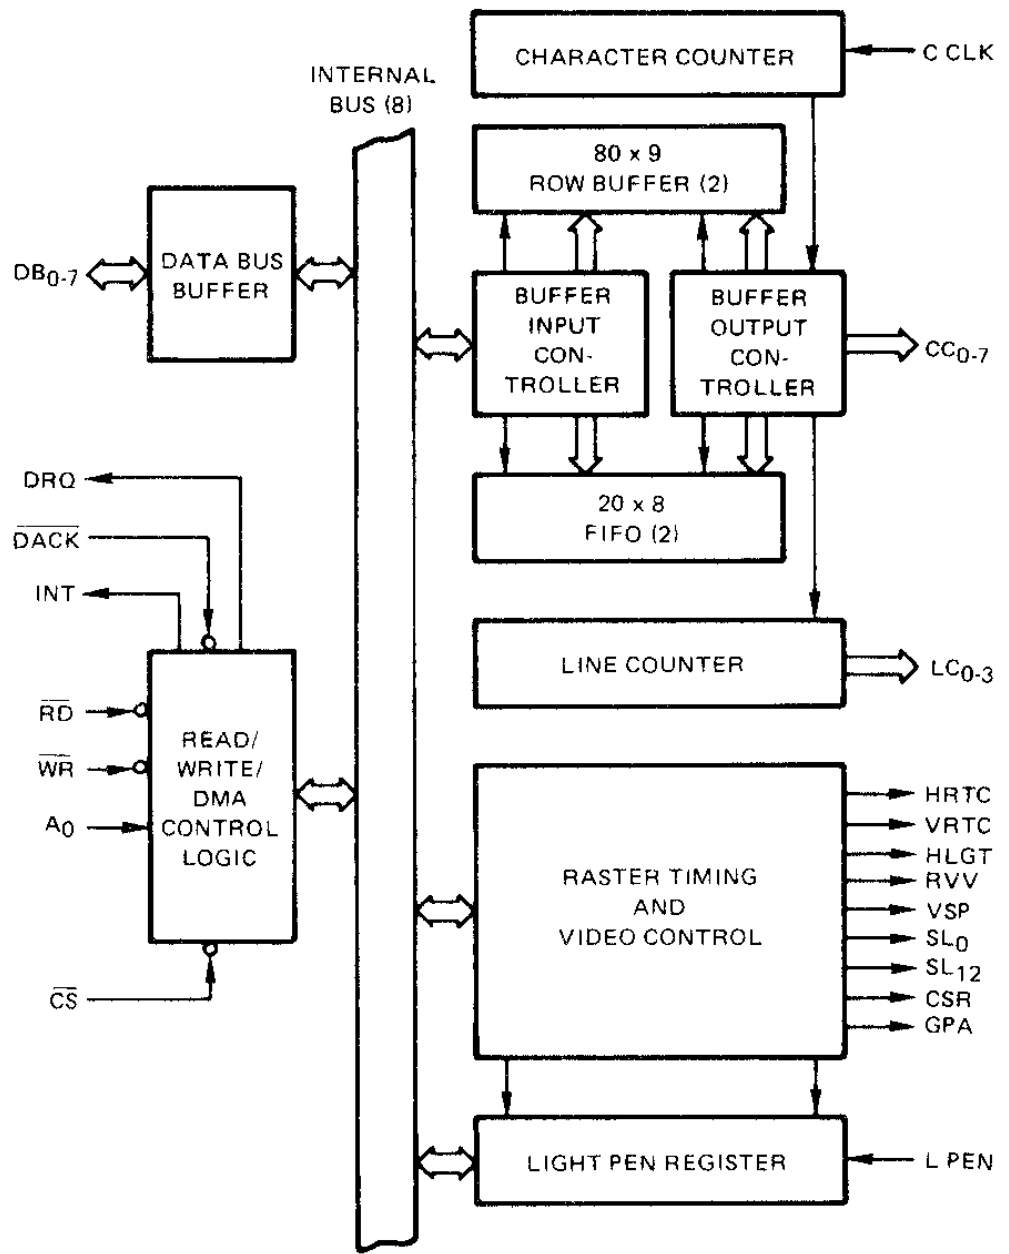 CHARACTER COUNTER
C CLK
INTERNAL
BUS (8)
80 x 9
ROW BUFFER (2)
DB0-7
DATA BUS
BUFFER
BUFFER
INPUT
CON-
TROLLER
BUFFER
OUTPUT
CON-
TROLLER
CC0-7
DRQ
DACK
INT
20 x 8
FIFO (2)
LINE COUNTER
LC0-3
RD
WR
A0
CS
READ/
WRITE/
DMA
CONTROL
LOGIC
RASTER TIMING
AND
VIDEO CONTROL
HRTC
VRTC
HLGT
RVV
VSP
SL0
SL12
CSR
GPA
LIGHT PEN REGISTER
L PEN